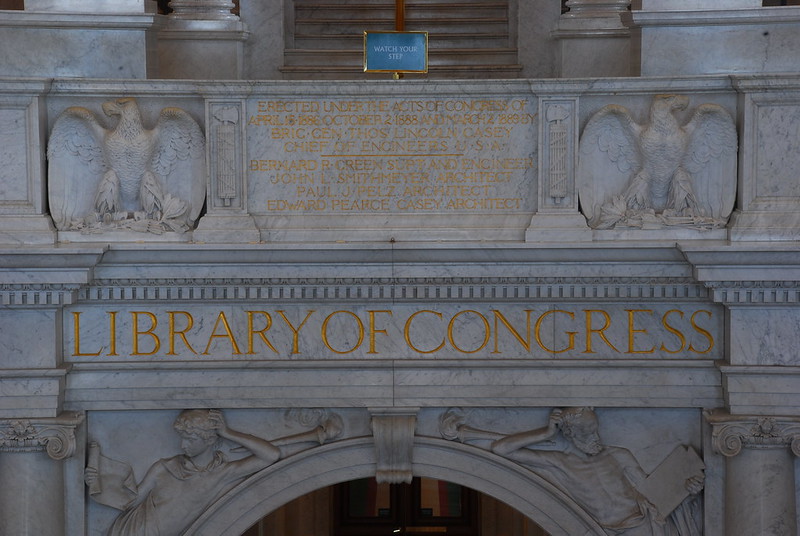 WATCH YOUR
STEP
ERECTED UNDER THE ACTS OF CONGRESS OF
APRIL 15 1886 OCTOBER 2 1888 AND MARCH 2 1889 BY
BRIG. GEN. THOS. LINCOLN CASEY
CHIEF OF ENGINEERS U.S.A.
BERNARD R. GREEN SUPT. AND ENGINEER
JOHN L. SMITHMEYER ARCHITECT
PAUL J. PELZ ARCHITECT
EDWARD PEARCE CASEY ARCHITECT
LIBRARY OF CONGRESS